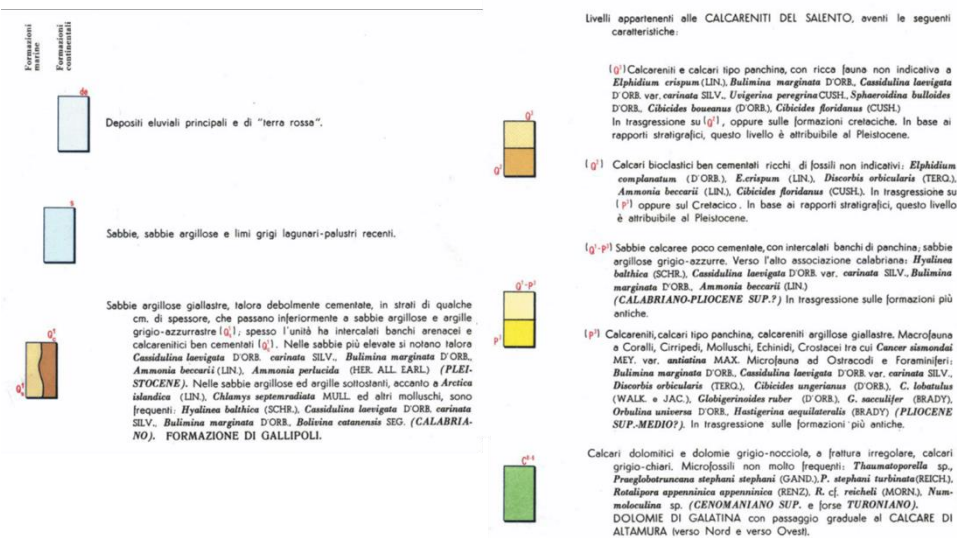 Formazioni
marine
Formazioni
continentali
de
Depositi eluviali principali e di "terra rossa".
s
Sabbie, sabbie argillose e limi grigi lagunari-palustri recenti.
Sabbie argillose giallastre, talora debolmente cementate, in strati di qualche
cm. di spessore, che passano inferiormente a sabbie argillose e argille
grigio-azzurrastre (Q); spesso l'unità ha intercalati banchi arenacei e
calcarenitici ben cementati (Q). Nelle sabbie più elevate si notano talora
Cassidulina laevigata D'ORB. carinata SILV., Bulimina marginata D'ORB.,
Ammonia beccarii (LIN.), Ammonia perlucida (HER. ALL. EARL.) (PLEI-
STOCENE). Nelle sabbie argillose ed argille sottostanti, accanto a Arctica
islandica (LIN.), Chlamys septemradiata MULL. ed altri molluschi, sono
frequenti: Hyalinea balthica (SCHR.), Cassidulina laevigata D'ORB. carinata
SILV., Bulimina marginata D'ORB., Bolivina catanensis SEG. (CALABRIA-
NO). FORMAZIONE DI GALLIPOLI.
Livelli appartenenti alle CALCARENITI DEL SALENTO, aventi le seguenti
caratteristiche:
Q³
Q²
(Q³) Calcareniti e calcari tipo panchina, con ricca fauna non indicativa a
Elphidium crispum (LIN.), Bulimina marginata D'ORB., Cassidulina laevigata
D'ORB. var. carinata SILV., Uvigerina peregrina CUSH., Sphaeroidina bulloides
D'ORB., Cibicides boueanus (D'ORB.), Cibicides floridanus (CUSH.)
In trasgressione su (Q²), oppure sulle formazioni cretaciche. In base ai
rapporti stratigrafici, questo livello è attribuibile al Pleistocene.
(Q²) Calcari bioclastici ben cementati ricchi di fossili non indicativi: Elphidium
complanatum (D'ORB.), E.crispum (LIN.), Discorbis orbicularis (TERQ.),
Ammonia beccarii (LIN.), Cibicides floridanus (CUSH.). In trasgressione su
(P³) oppure sul Cretacico. In base ai rapporti stratigrafici, questo livello
è attribuibile al Pleistocene.
Q¹-P³
P³
(Q¹-P³) Sabbie calcaree poco cementate, con intercalati banchi di panchina; sabbie
argillose grigio-azzurre. Verso l'alto associazione calabriana: Hyalinea
balthica (SCHR.), Cassidulina laevigata D'ORB. var. carinata SILV., Bulimina
marginata D'ORB., Ammonia beccarii (LIN.)
(CALABRIANO-PLIOCENE SUP.?) In trasgressione sulle formazioni più
antiche.
(P³) Calcareniti, calcari tipo panchina, calcareniti argillose giallastre. Macrofauna
a Coralli, Cirripedi, Molluschi, Echinidi, Crostacei tra cui Cancer sismondai
MEY. var. antiatina MAX. Microfauna ad Ostracodi e Foraminiferi:
Bulimina marginata D'ORB., Cassidulina laevigata D'ORB. var. carinata SILV.,
Discorbis orbicularis (TERQ.), Cibicides ungerianus (D'ORB.), C. lobatulus
(WALK. e JAC.), Globigerinoides ruber (D'ORB.), G. sacculifer (BRADY),
Orbulina universa D'ORB., Hastigerina aequilateralis (BRADY) (PLIOCENE
SUP.-MEDIO?). In trasgressione sulle formazioni più antiche.
Calcari dolomitici e dolomie grigio-nocciola, a frattura irregolare, calcari
grigio-chiari. Microfossili non molto frequenti: Thaumatoporella sp.,
Praeglobotruncana stephani stephani (GAND.), P. stephani turbinata (REICH.),
Rotalipora appenninica appenninica (RENZ), R. cf. reicheli (MORN.), Num-
moloculina sp. (CENOMANIANO SUP. e forse TURONIANO).
DOLOMIE DI GALATINA con passaggio graduale al CALCARE DI
ALTAMURA (verso Nord e verso Ovest).